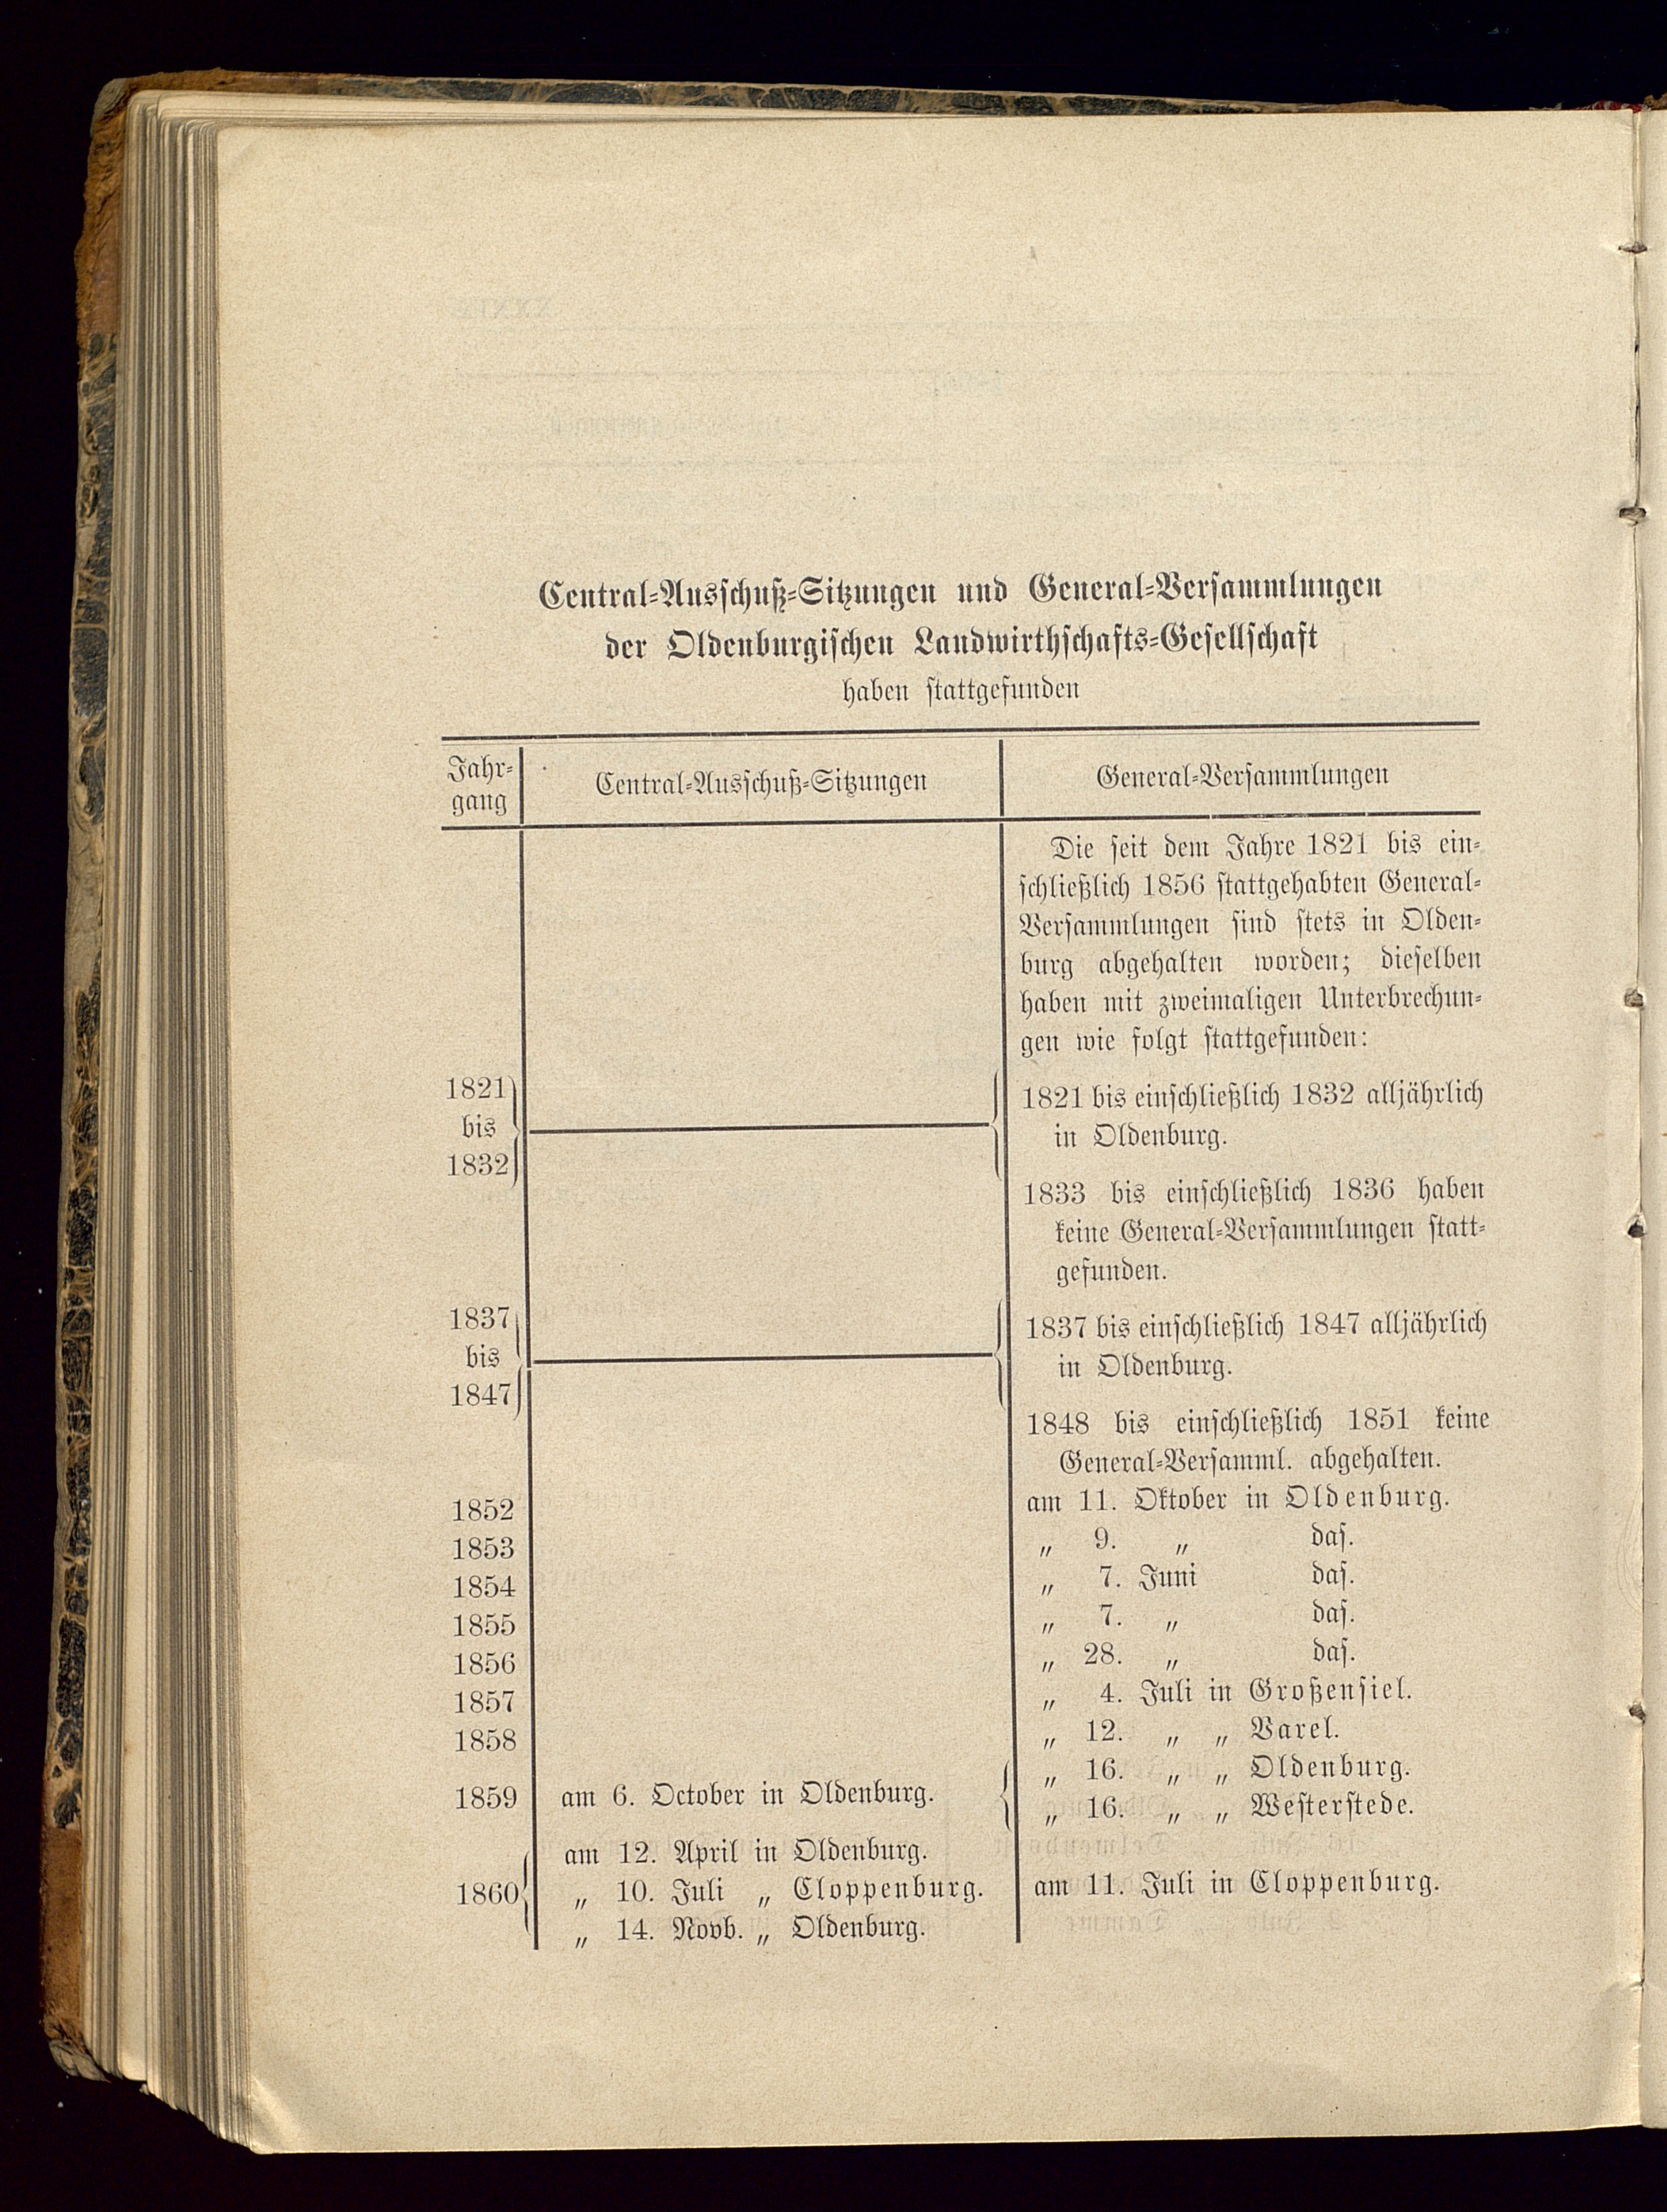 Central-Ausschuß-Sitzungen und General-Versammlungen
der Oldenburgischen Landwirthschafts-Gesellschaft
haben stattgefunden
Jahr-
gang
Central-Ausschuß-Sitzungen
General-Versammlungen
Die seit dem Jahre 1821 bis ein-
schließlich 1856 stattgehabten General-
Versammlungen sind stets in Olden-
burg abgehalten worden; dieselben
haben mit zweimaligen Unterbrechun-
gen wie folgt stattgefunden:
1821
bis
1832
1821 bis einschließlich 1832 alljährlich
in Oldenburg.
1833 bis einschließlich 1836 haben
keine General-Versammlungen statt-
gefunden.
1837
bis
1847
1837 bis einschließlich 1847 alljährlich
in Oldenburg.
1848 bis einschließlich 1851 keine
General-Versamml. abgehalten.
1852 am 11. Oktober in Oldenburg.
1853 „ 9. „ das.
1854 „ 7. Juni das.
1855 „ 7. „ das.
1856 „ 28. „ das.
1857 „ 4. Juli in Großensiel.
1858 „ 12. „ „ Varel.
1859 am 6. October in Oldenburg.
„ 16. „ „ Oldenburg.
„ 16. „ „ Westerstede.
1860
am 12. April in Oldenburg.
„ 10. Juli „ Cloppenburg.
„ 14. Novb. „ Oldenburg.
am 11. Juli in Cloppenburg.